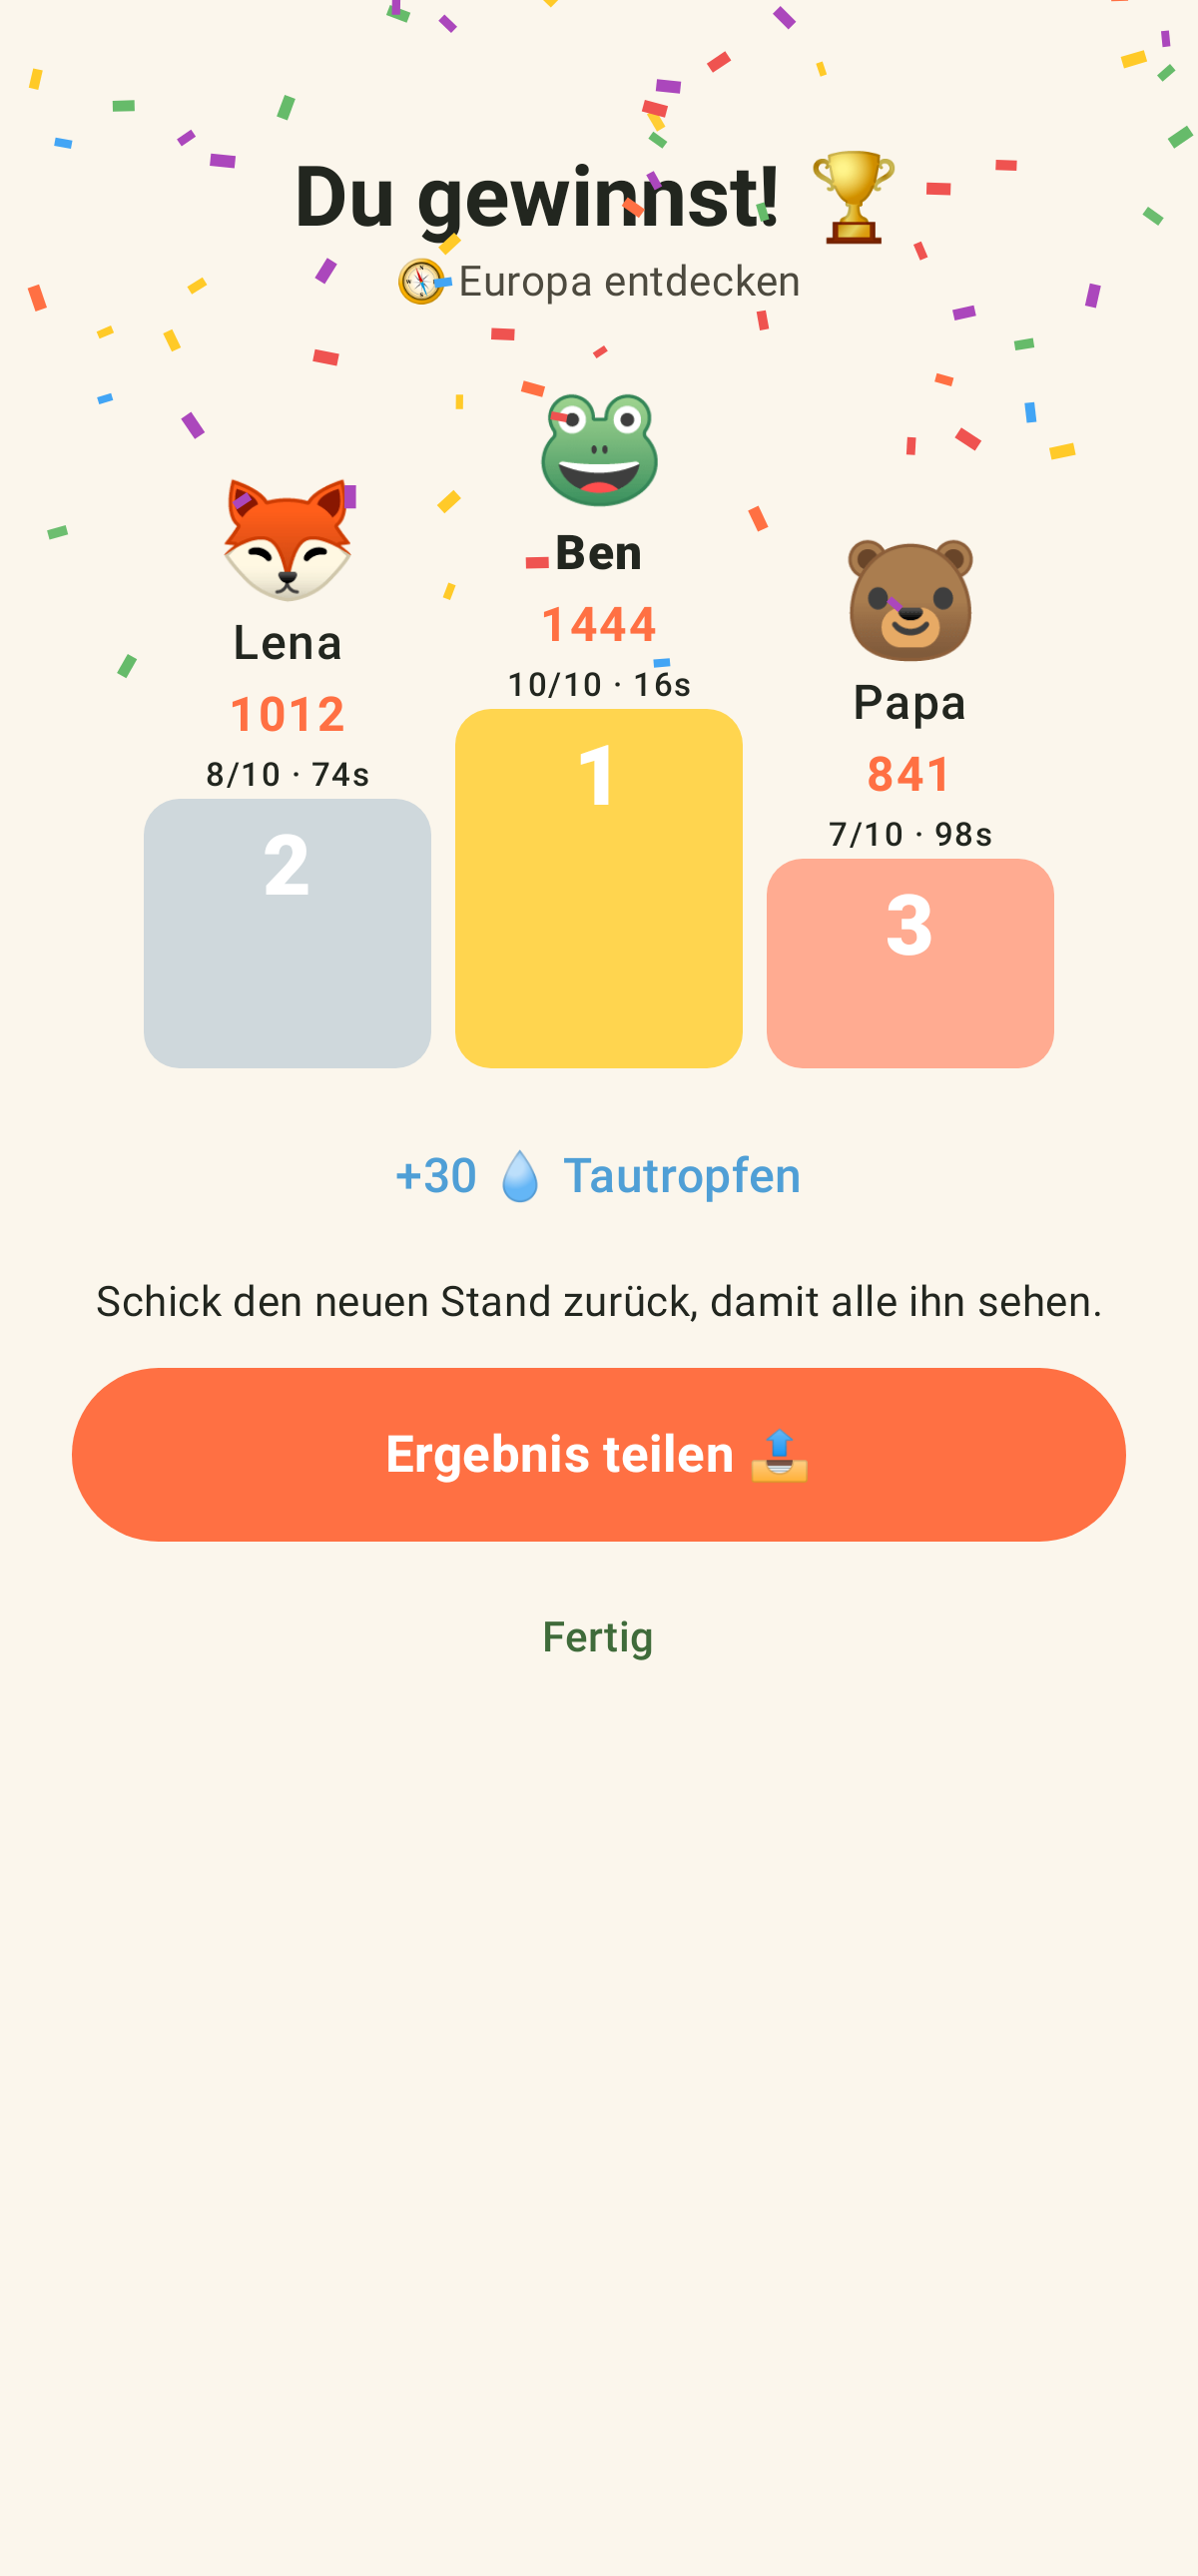 Du gewinnst! 🏆
🧭 Europa entdecken
Ben
1444
10/10 · 16s
1
Lena
1012
8/10 · 74s
2
Papa
841
7/10 · 98s
3
+30 💧 Tautropfen
Schick den neuen Stand zurück, damit alle ihn sehen.
Ergebnis teilen 📤
Fertig